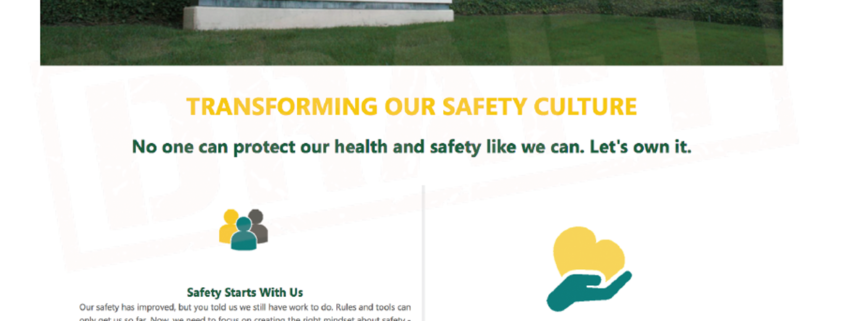 TRANSFORMING OUR SAFETY CULTURE
No one can protect our health and safety like we can. Let's own it.
Safety Starts With Us
Our safety has improved, but you told us we still have work to do. Rules and tools can
only get us so far. Now, we need to focus on creating the right mindset about safety -
DRAFT